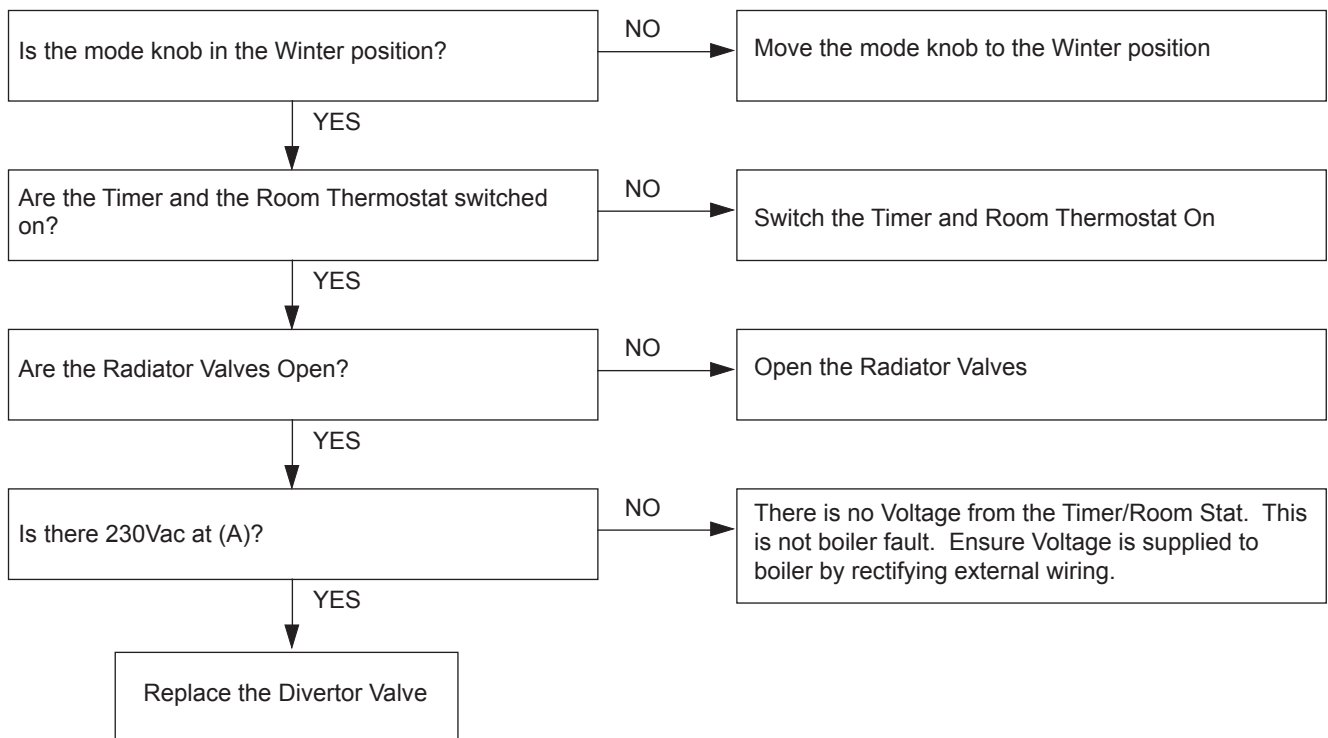 Is the mode knob in the Winter position?
NO
Move the mode knob to the Winter position
YES
Are the Timer and the Room Thermostat switched
on?
NO
Switch the Timer and Room Thermostat On
YES
Are the Radiator Valves Open?
NO
Open the Radiator Valves
YES
Is there 230Vac at (A)?
NO
There is no Voltage from the Timer/Room Stat.  This
is not boiler fault.  Ensure Voltage is supplied to
boiler by rectifying external wiring.
YES
Replace the Divertor Valve